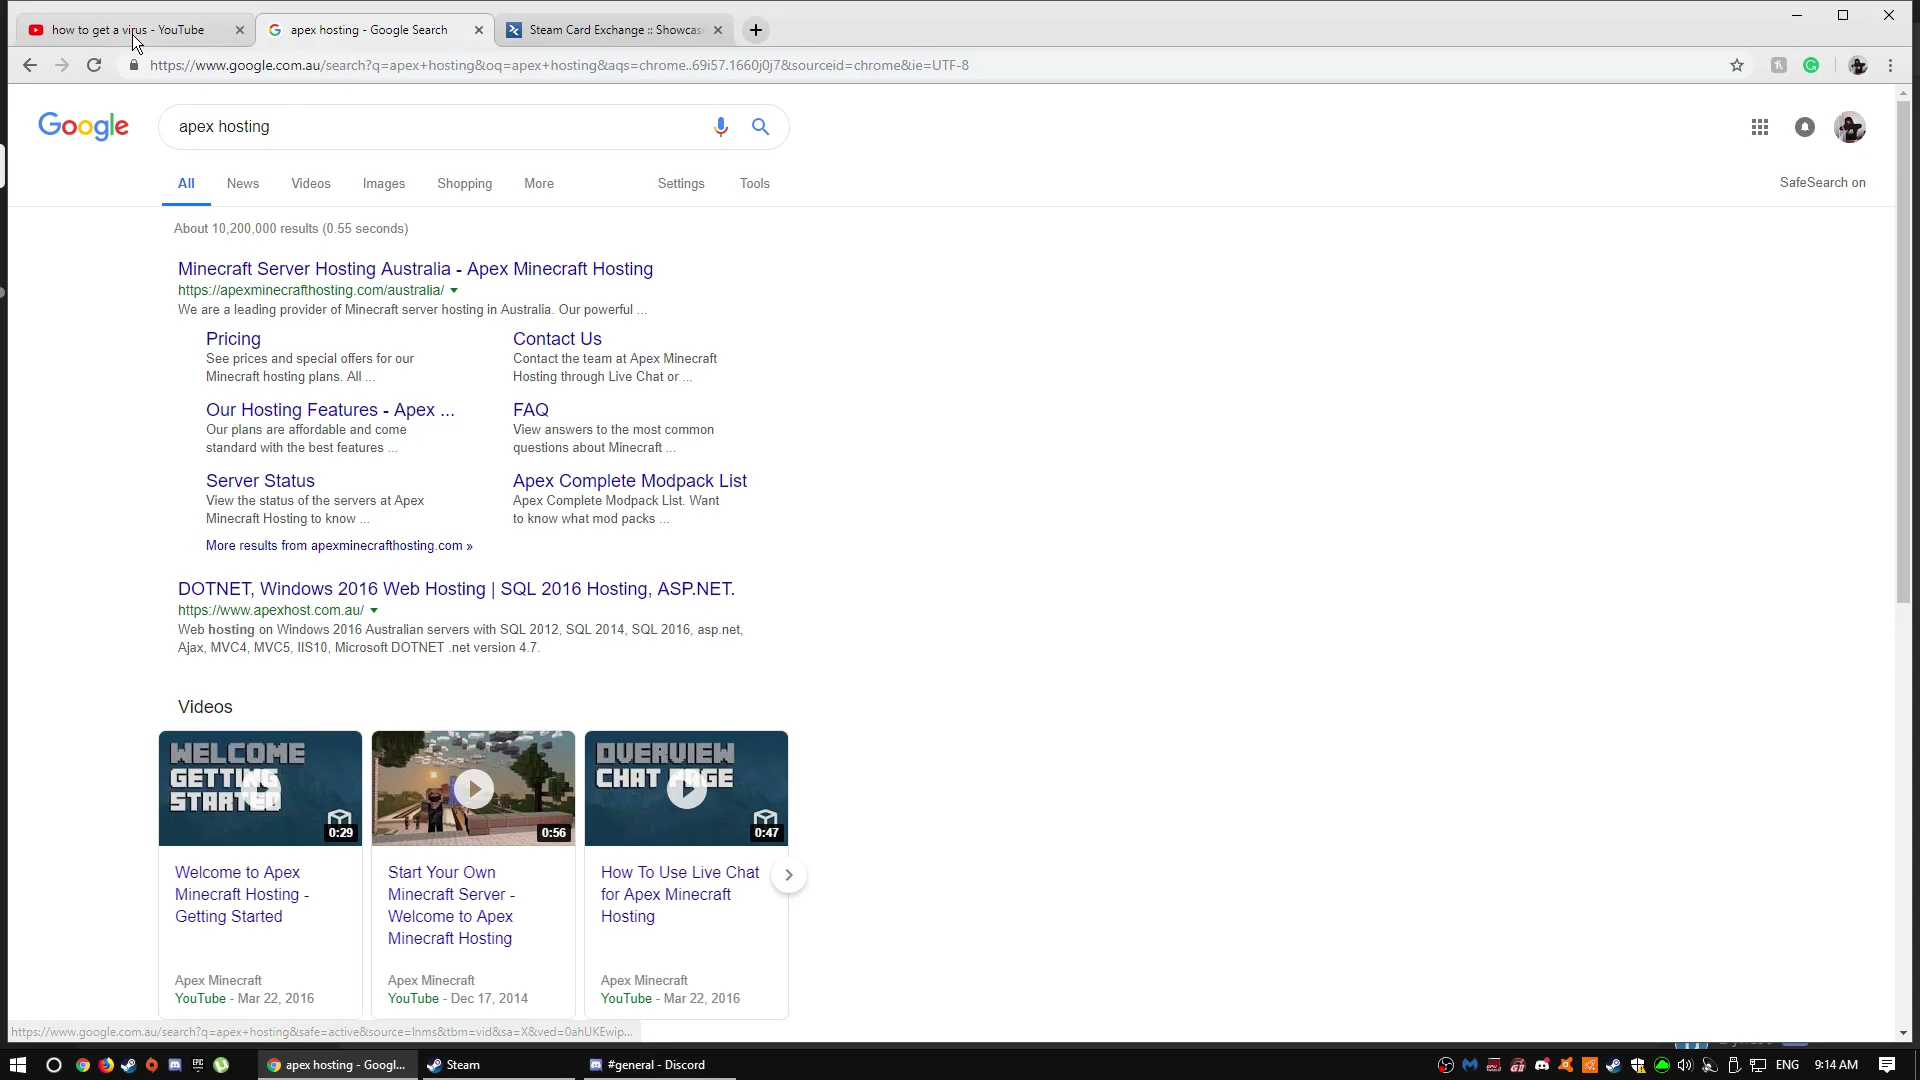 how to get a virus - YouTube
apex hosting - Google Search
Steam Card Exchange :: Showcas
https://www.google.com.au/search?q=apex+hosting&oq=apex+hosting&aqs=chrome..69i57.1660j0j7&sourceid=chrome&ie=UTF-8
Google
apex hosting
All News Videos Images Shopping More Settings Tools
SafeSearch on
About 10,200,000 results (0.55 seconds)
Minecraft Server Hosting Australia - Apex Minecraft Hosting
https://apexminecrafthosting.com/australia/
We are a leading provider of Minecraft server hosting in Australia. Our powerful ...
Pricing
See prices and special offers for our
Minecraft hosting plans. All ...
Contact Us
Contact the team at Apex Minecraft
Hosting through Live Chat or ...
Our Hosting Features - Apex ...
Our plans are affordable and come
standard with the best features ...
FAQ
View answers to the most common
questions about Minecraft ...
Server Status
View the status of the servers at Apex
Minecraft Hosting to know ...
Apex Complete Modpack List
Apex Complete Modpack List. Want
to know what mod packs ...
More results from apexminecrafthosting.com »
DOTNET, Windows 2016 Web Hosting | SQL 2016 Hosting, ASP.NET.
https://www.apexhost.com.au/
Web hosting on Windows 2016 Australian servers with SQL 2012, SQL 2014, SQL 2016, asp.net,
Ajax, MVC4, MVC5, IIS10, Microsoft DOTNET .net version 4.7.
Videos
WELCOME
GETTING
STARTED
0:29
Welcome to Apex
Minecraft Hosting -
Getting Started
Apex Minecraft
YouTube - Mar 22, 2016
0:56
Start Your Own
Minecraft Server -
Welcome to Apex
Minecraft Hosting
Apex Minecraft
YouTube - Dec 17, 2014
OVERVIEW
CHAT PAGE
0:47
How To Use Live Chat
for Apex Minecraft
Hosting
Apex Minecraft
YouTube - Mar 22, 2016
https://www.google.com.au/search?q=apex+hosting&safe=active&source=lnms&tbm=vid&sa=X&ved=0ahUKEwip...
EPIC
apex hosting - Googl...
Steam
#general - Discord
ENG
9:14 AM